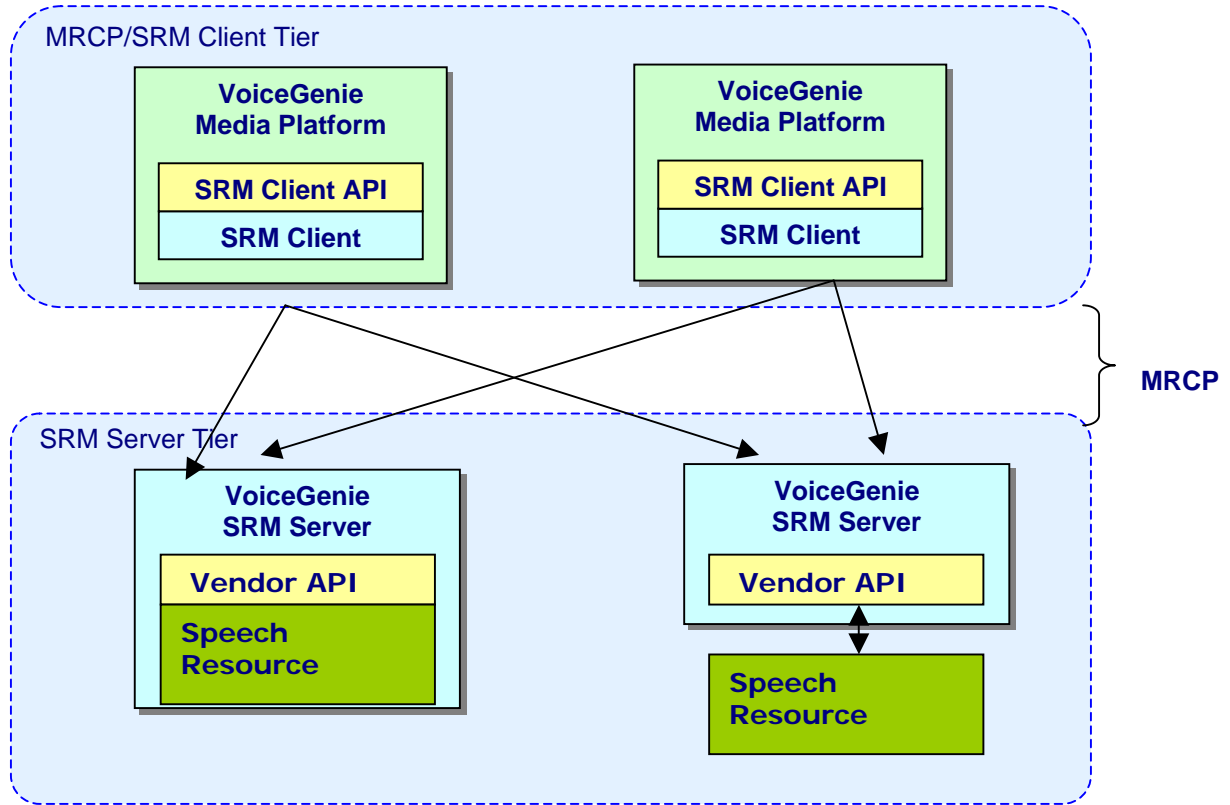 MRCP/SRM Client Tier
VoiceGenie
Media Platform
SRM Client API
SRM Client
VoiceGenie
Media Platform
SRM Client API
SRM Client
MRCP
SRM Server Tier
VoiceGenie
SRM Server
Vendor API
Speech
Resource
VoiceGenie
SRM Server
Vendor API
Speech
Resource